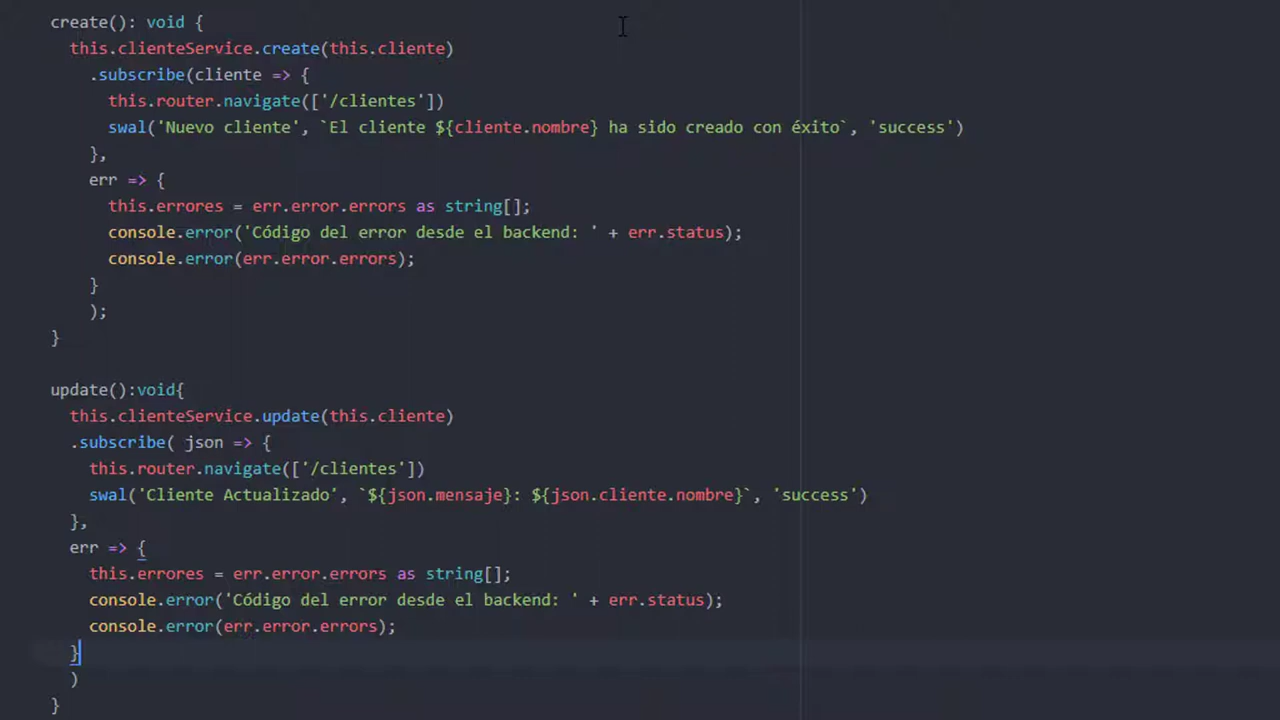 create(): void {
this.clienteService.create(this.cliente)
.subscribe(cliente => {
this.router.navigate(['/clientes'])
swal('Nuevo cliente', `El cliente ${cliente.nombre} ha sido creado con éxito`, 'success')
},
err => {
this.errores = err.error.errors as string[];
console.error('Código del error desde el backend: ' + err.status);
console.error(err.error.errors);
}
);
}
update():void{
this.clienteService.update(this.cliente)
.subscribe( json => {
this.router.navigate(['/clientes'])
swal('Cliente Actualizado', `${json.mensaje}: ${json.cliente.nombre}`, 'success')
},
err => {
this.errores = err.error.errors as string[];
console.error('Código del error desde el backend: ' + err.status);
console.error(err.error.errors);
}
)
}